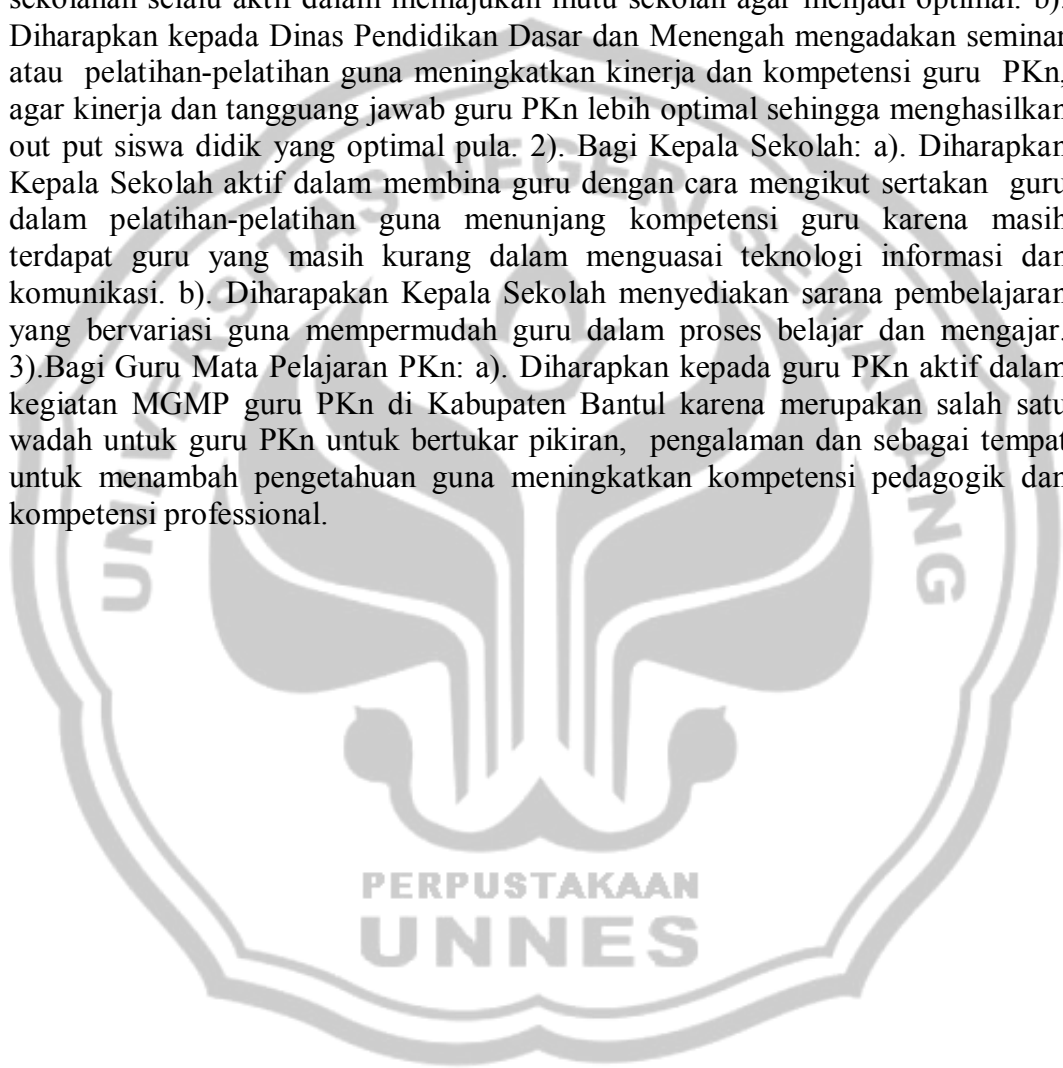 sekolahan selalu aktif dalam memajukan mutu sekolah agar menjadi optimal. b).
Diharapkan kepada Dinas Pendidikan Dasar dan Menengah mengadakan seminar
atau pelatihan-pelatihan guna meningkatkan kinerja dan kompetensi guru PKn,
agar kinerja dan tangguang jawab guru PKn lebih optimal sehingga menghasilkan
out put siswa didik yang optimal pula. 2). Bagi Kepala Sekolah: a). Diharapkan
Kepala Sekolah aktif dalam membina guru dengan cara mengikut sertakan guru
dalam pelatihan-pelatihan guna menunjang kompetensi guru karena masih
terdapat guru yang masih kurang dalam menguasai teknologi informasi dan
komunikasi. b). Diharapakan Kepala Sekolah menyediakan sarana pembelajaran
yang bervariasi guna mempermudah guru dalam proses belajar dan mengajar.
3).Bagi Guru Mata Pelajaran PKn: a). Diharapkan kepada guru PKn aktif dalam
kegiatan MGMP guru PKn di Kabupaten Bantul karena merupakan salah satu
wadah untuk guru PKn untuk bertukar pikiran, pengalaman dan sebagai tempat
untuk menambah pengetahuan guna meningkatkan kompetensi pedagogik dan
kompetensi professional.
UNIVERSITAS NEGERI SEMARANG
PERPUSTAKAAN
UNNES